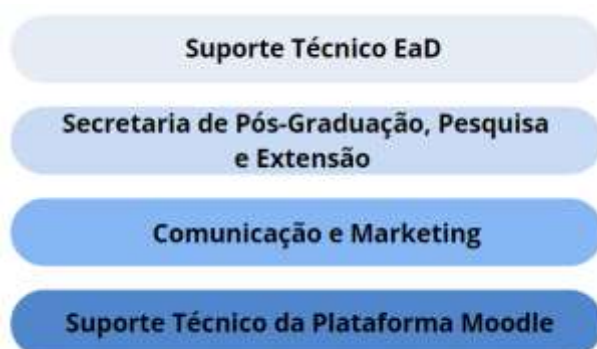 Suporte Técnico EaD
Secretaria de Pós-Graduação, Pesquisa
e Extensão
Comunicação e Marketing
Suporte Técnico da Plataforma Moodle